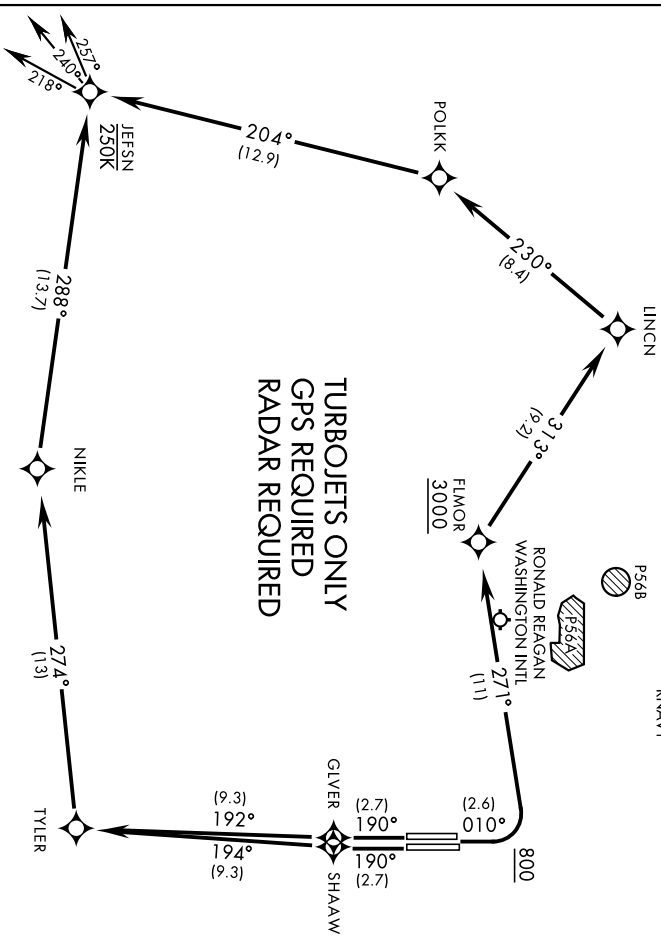 P56B
P56A
RONALD REAGAN
WASHINGTON INTL
LINCN
313°
(9.2)
FLMOR
3000
271°
(11)
800
010°
(2.6)
230°
(8.4)
POLKK
204°
(12.9)
TURBOJETS ONLY
GPS REQUIRED
RADAR REQUIRED
190°
(2.7)
190°
(2.7)
GLVER
SHAAW
192°
(9.3)
194°
(9.3)
TYLER
274°
(13)
NIKLE
288°
(13.7)
JEFSN
250K
257°
240°
218°